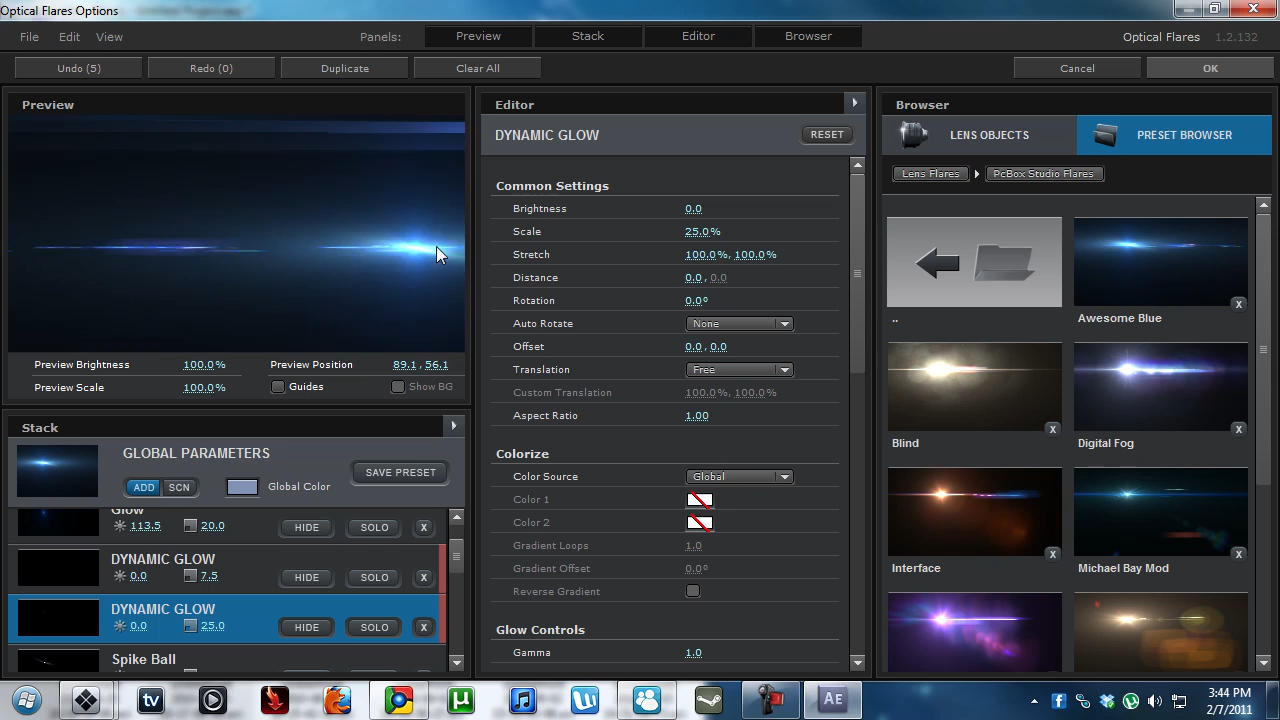 Optical Flares Options
File Edit View Panels: Preview Stack Editor Browser Optical Flares 1.2.132
Undo (5) Redo (0) Duplicate Clear All Cancel OK
Preview
Preview Brightness 100.0% Preview Position 89.1, 56.1
Preview Scale 100.0% Guides Show BG
Stack
GLOBAL PARAMETERS
SAVE PRESET
ADD SCN Global Color
Glow
113.5 20.0 HIDE SOLO X
DYNAMIC GLOW
0.0 7.5 HIDE SOLO X
DYNAMIC GLOW
0.0 25.0 HIDE SOLO X
Spike Ball
Editor
DYNAMIC GLOW RESET
Common Settings
Brightness 0.0
Scale 25.0%
Stretch 100.0%, 100.0%
Distance 0.0, 0.0
Rotation 0.0º
Auto Rotate None
Offset 0.0, 0.0
Translation Free
Custom Translation 100.0%, 100.0%
Aspect Ratio 1.00
Colorize
Color Source Global
Color 1
Color 2
Gradient Loops 1.0
Gradient Offset 0.0º
Reverse Gradient
Glow Controls
Gamma 1.0
Browser
LENS OBJECTS PRESET BROWSER
Lens Flares PcBox Studio Flares
.. Awesome Blue X
Blind X Digital Fog X
Interface X Michael Bay Mod X
tv AE
3:44 PM
2/7/2011